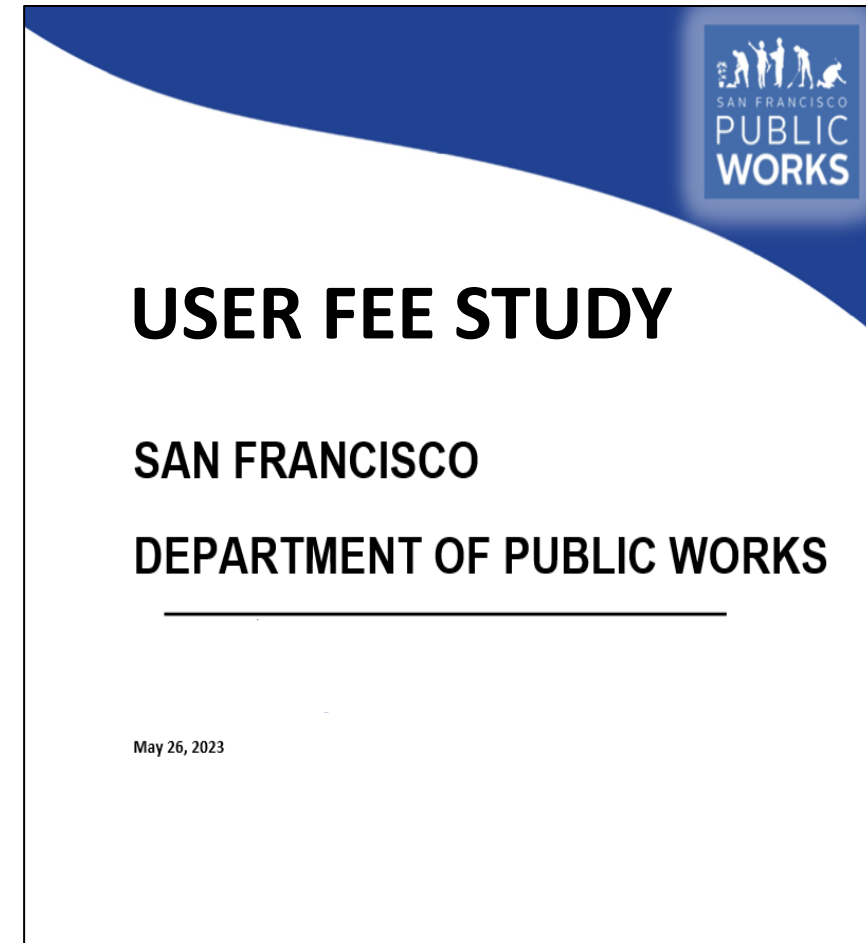 SAN FRANCISCO
PUBLIC
WORKS
USER FEE STUDY
SAN FRANCISCO
DEPARTMENT OF PUBLIC WORKS
May 26, 2023